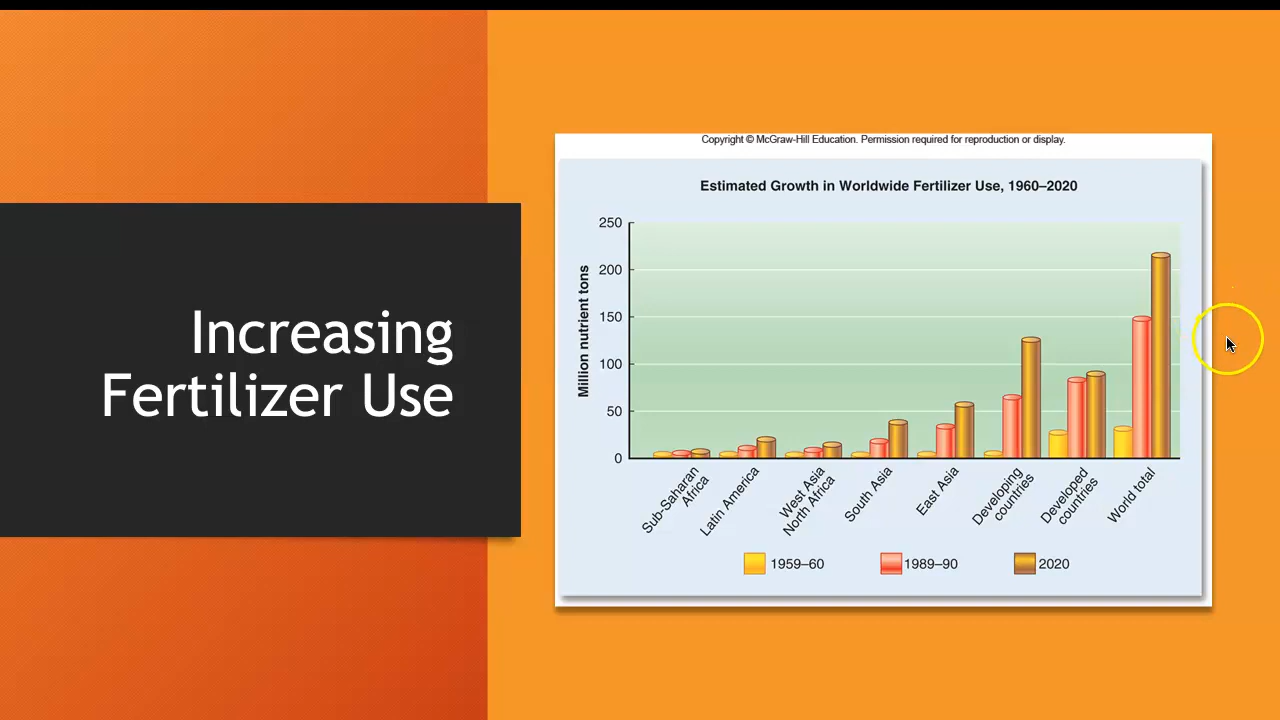 Increasing
Fertilizer Use
Copyright © McGraw-Hill Education. Permission required for reproduction or display.
Estimated Growth in Worldwide Fertilizer Use, 1960–2020
Million nutrient tons
250
200
150
100
50
0
Sub-Saharan
Africa
Latin America
West Asia
North Africa
South Asia
East Asia
Developing
countries
Developed
countries
World total
1959–60
1989–90
2020